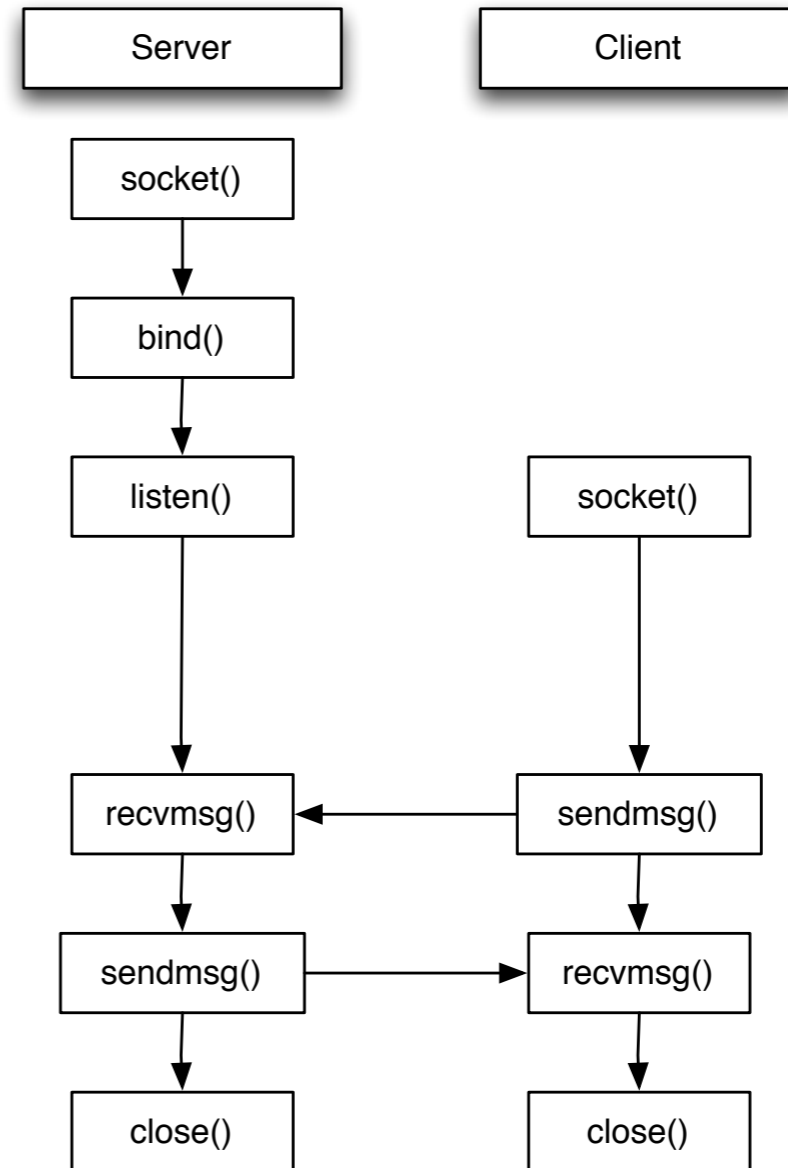 Server
Client
socket()
bind()
listen()
socket()
recvmsg()
sendmsg()
sendmsg()
recvmsg()
close()
close()